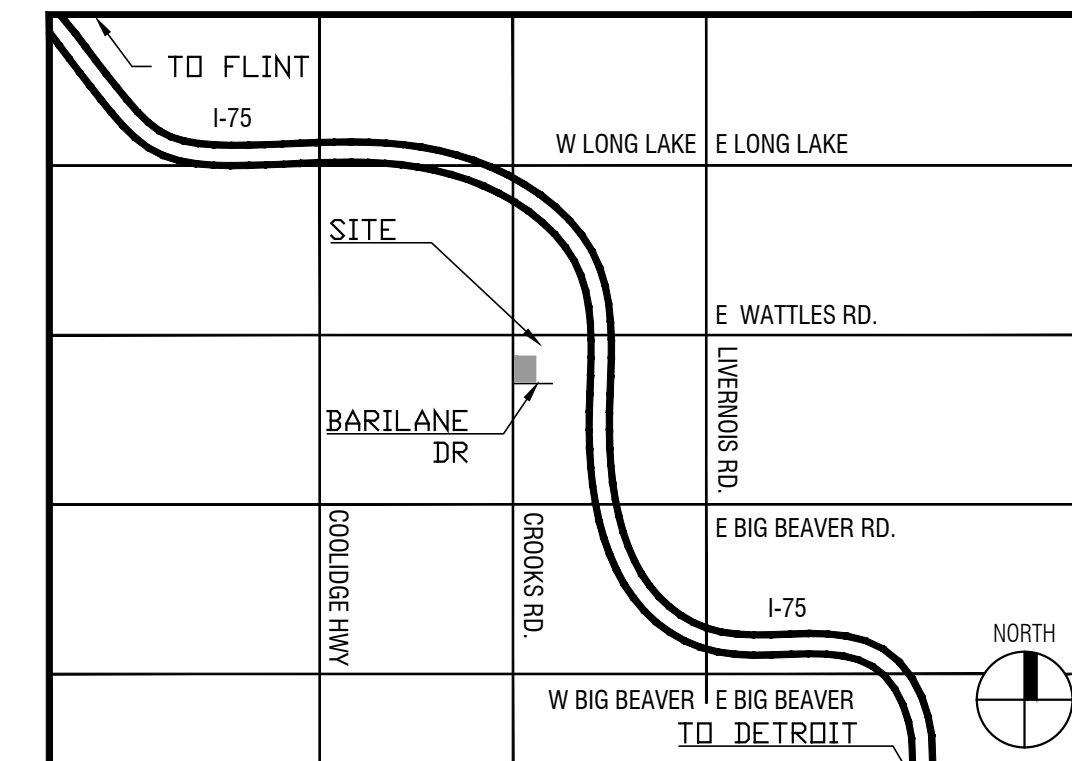 TO FLINT
I-75
W LONG LAKE E LONG LAKE
SITE
E WATTLES RD.
LIVERNOIS RD.
BARILANE
DR
COOLIDGE HWY
CROOKS RD.
E BIG BEAVER RD.
I-75
NORTH
W BIG BEAVER E BIG BEAVER
TO DETROIT